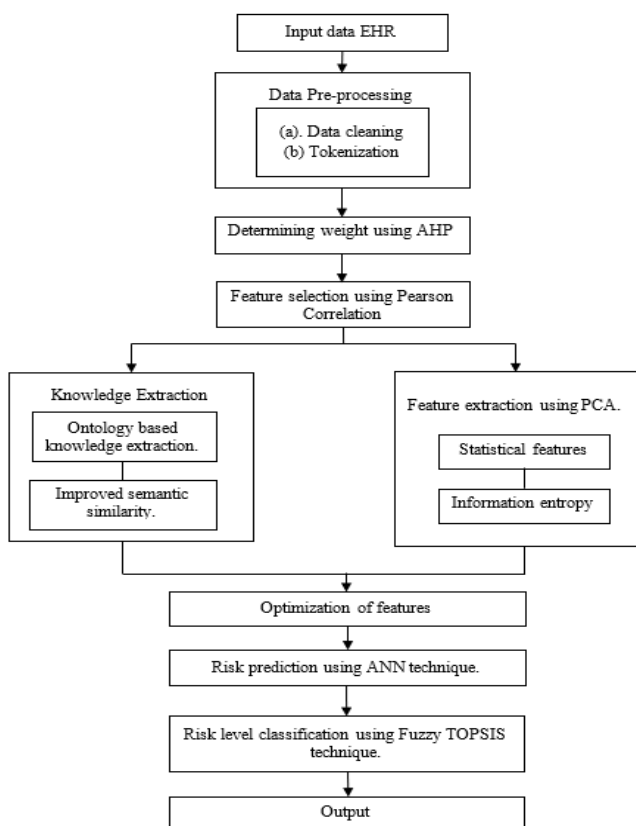 Input data EHR
Data Pre-processing
(a). Data cleaning
(b) Tokenization
Determining weight using AHP
Feature selection using Pearson
Correlation
Knowledge Extraction
Ontology based
knowledge extraction.
Improved semantic
similarity.
Feature extraction using PCA.
Statistical features
Information entropy
Optimization of features
Risk prediction using ANN technique.
Risk level classification using Fuzzy TOPSIS
technique.
Output